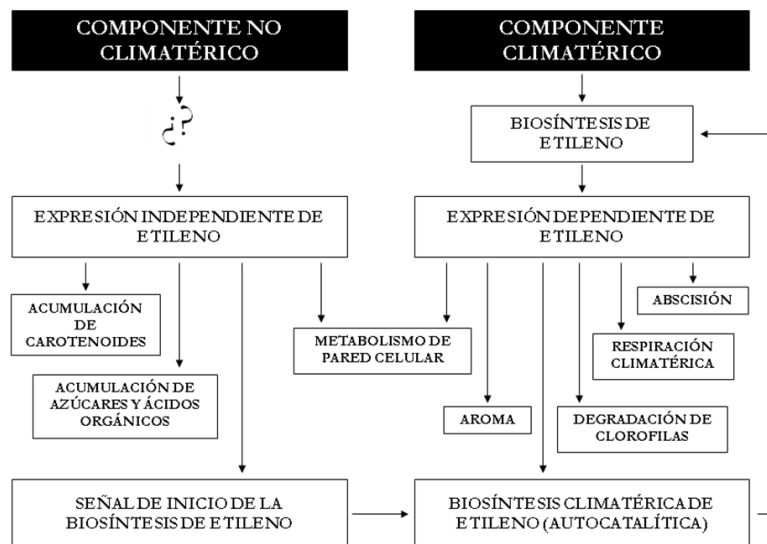 COMPONENTE NO
CLIMATÉRICO
COMPONENTE
CLIMATÉRICO
¿?
BIOSÍNTESIS DE
ETILENO
EXPRESIÓN INDEPENDIENTE DE
ETILENO
EXPRESIÓN DEPENDIENTE DE
ETILENO
ACUMULACIÓN
DE
CAROTENOIDES
ACUMULACIÓN DE
AZÚCARES Y ÁCIDOS
ORGÁNICOS
METABOLISMO DE
PARED CELULAR
ABSCISIÓN
RESPIRACIÓN
CLIMATÉRICA
AROMA
DEGRADACIÓN DE
CLOROFILAS
SEÑAL DE INICIO DE LA
BIOSÍNTESIS DE ETILENO
BIOSÍNTESIS CLIMATÉRICA DE
ETILENO (AUTOCATALÍTICA)